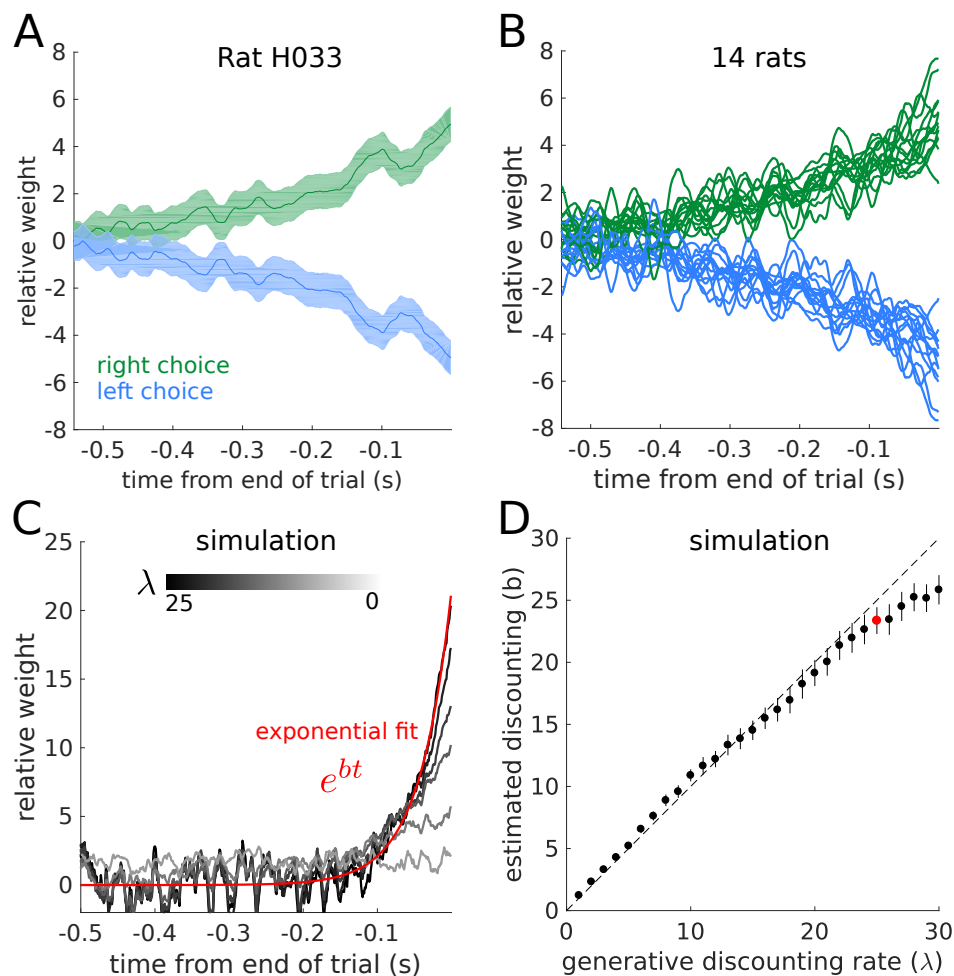 A
Rat H033
8
6
4
2
0
-2
-4
-6
-8
relative weight
right choice
left choice
-0.5
-0.4
-0.3
-0.2
-0.1
time from end of trial (s)
B
14 rats
8
6
4
2
0
-2
-4
-6
-8
relative weight
-0.5
-0.4
-0.3
-0.2
-0.1
time from end of trial (s)
C
simulation
25
20
15
10
5
0
relative weight
λ
25
0
exponential fit
e^{bt}
-0.5
-0.4
-0.3
-0.2
-0.1
time from end of trial (s)
D
simulation
30
25
20
15
10
5
0
estimated discounting (b)
0
10
20
30
generative discounting rate (λ)